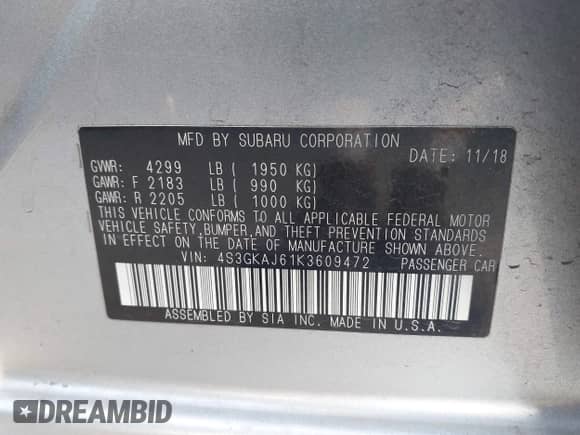 MFD BY SUBARU CORPORATION
DATE: 11/18
GVWR: 4299 LB ( 1950 KG)
GAWR: F 2183 LB ( 990 KG)
GAWR: R 2205 LB ( 1000 KG)
THIS VEHICLE CONFORMS TO ALL APPLICABLE FEDERAL MOTOR
VEHICLE SAFETY, BUMPER, AND THEFT PREVENTION STANDARDS
IN EFFECT ON THE DATE OF MANUFACTURE SHOWN ABOVE.
VIN: 4S3GKAJ61K3609472 PASSENGER CAR
ASSEMBLED BY SIA INC. MADE IN U.S.A.
DREAMBID